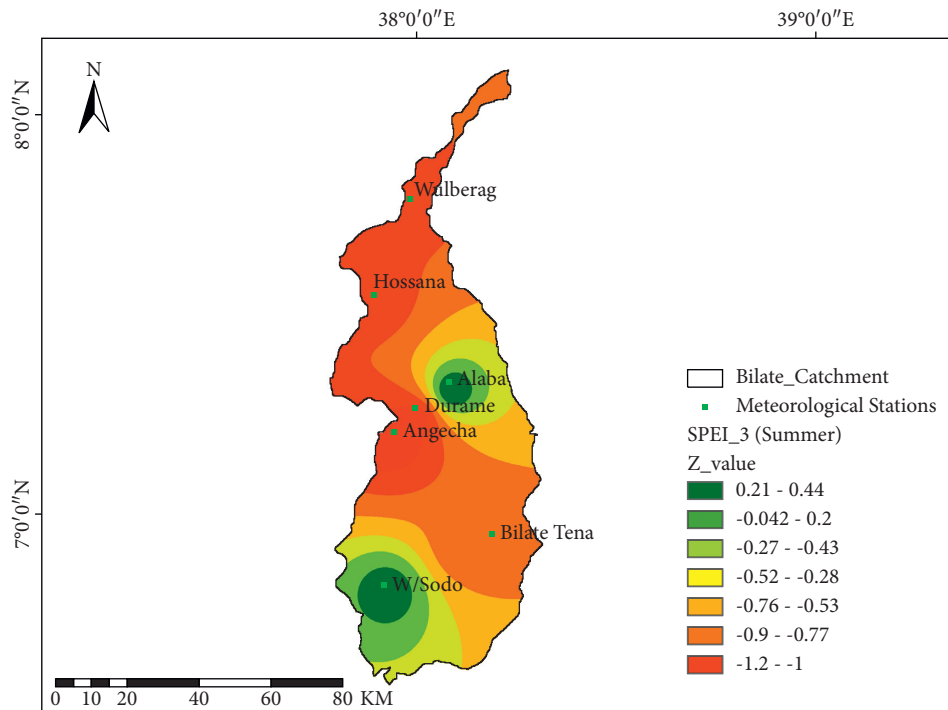 38°0′0″E 39°0′0″E
N
8°0′0″N
Wulberag
Hossana
Alaba
Durame
Angecha
7°0′0″N
Bilate Tena
W/Sodo
Bilate_Catchment
Meteorological Stations
SPEI_3 (Summer)
Z_value
0.21 - 0.44
-0.042 - 0.2
-0.27 - -0.43
-0.52 - -0.28
-0.76 - -0.53
-0.9 - -0.77
-1.2 - -1
0 10 20 40 60 80 KM